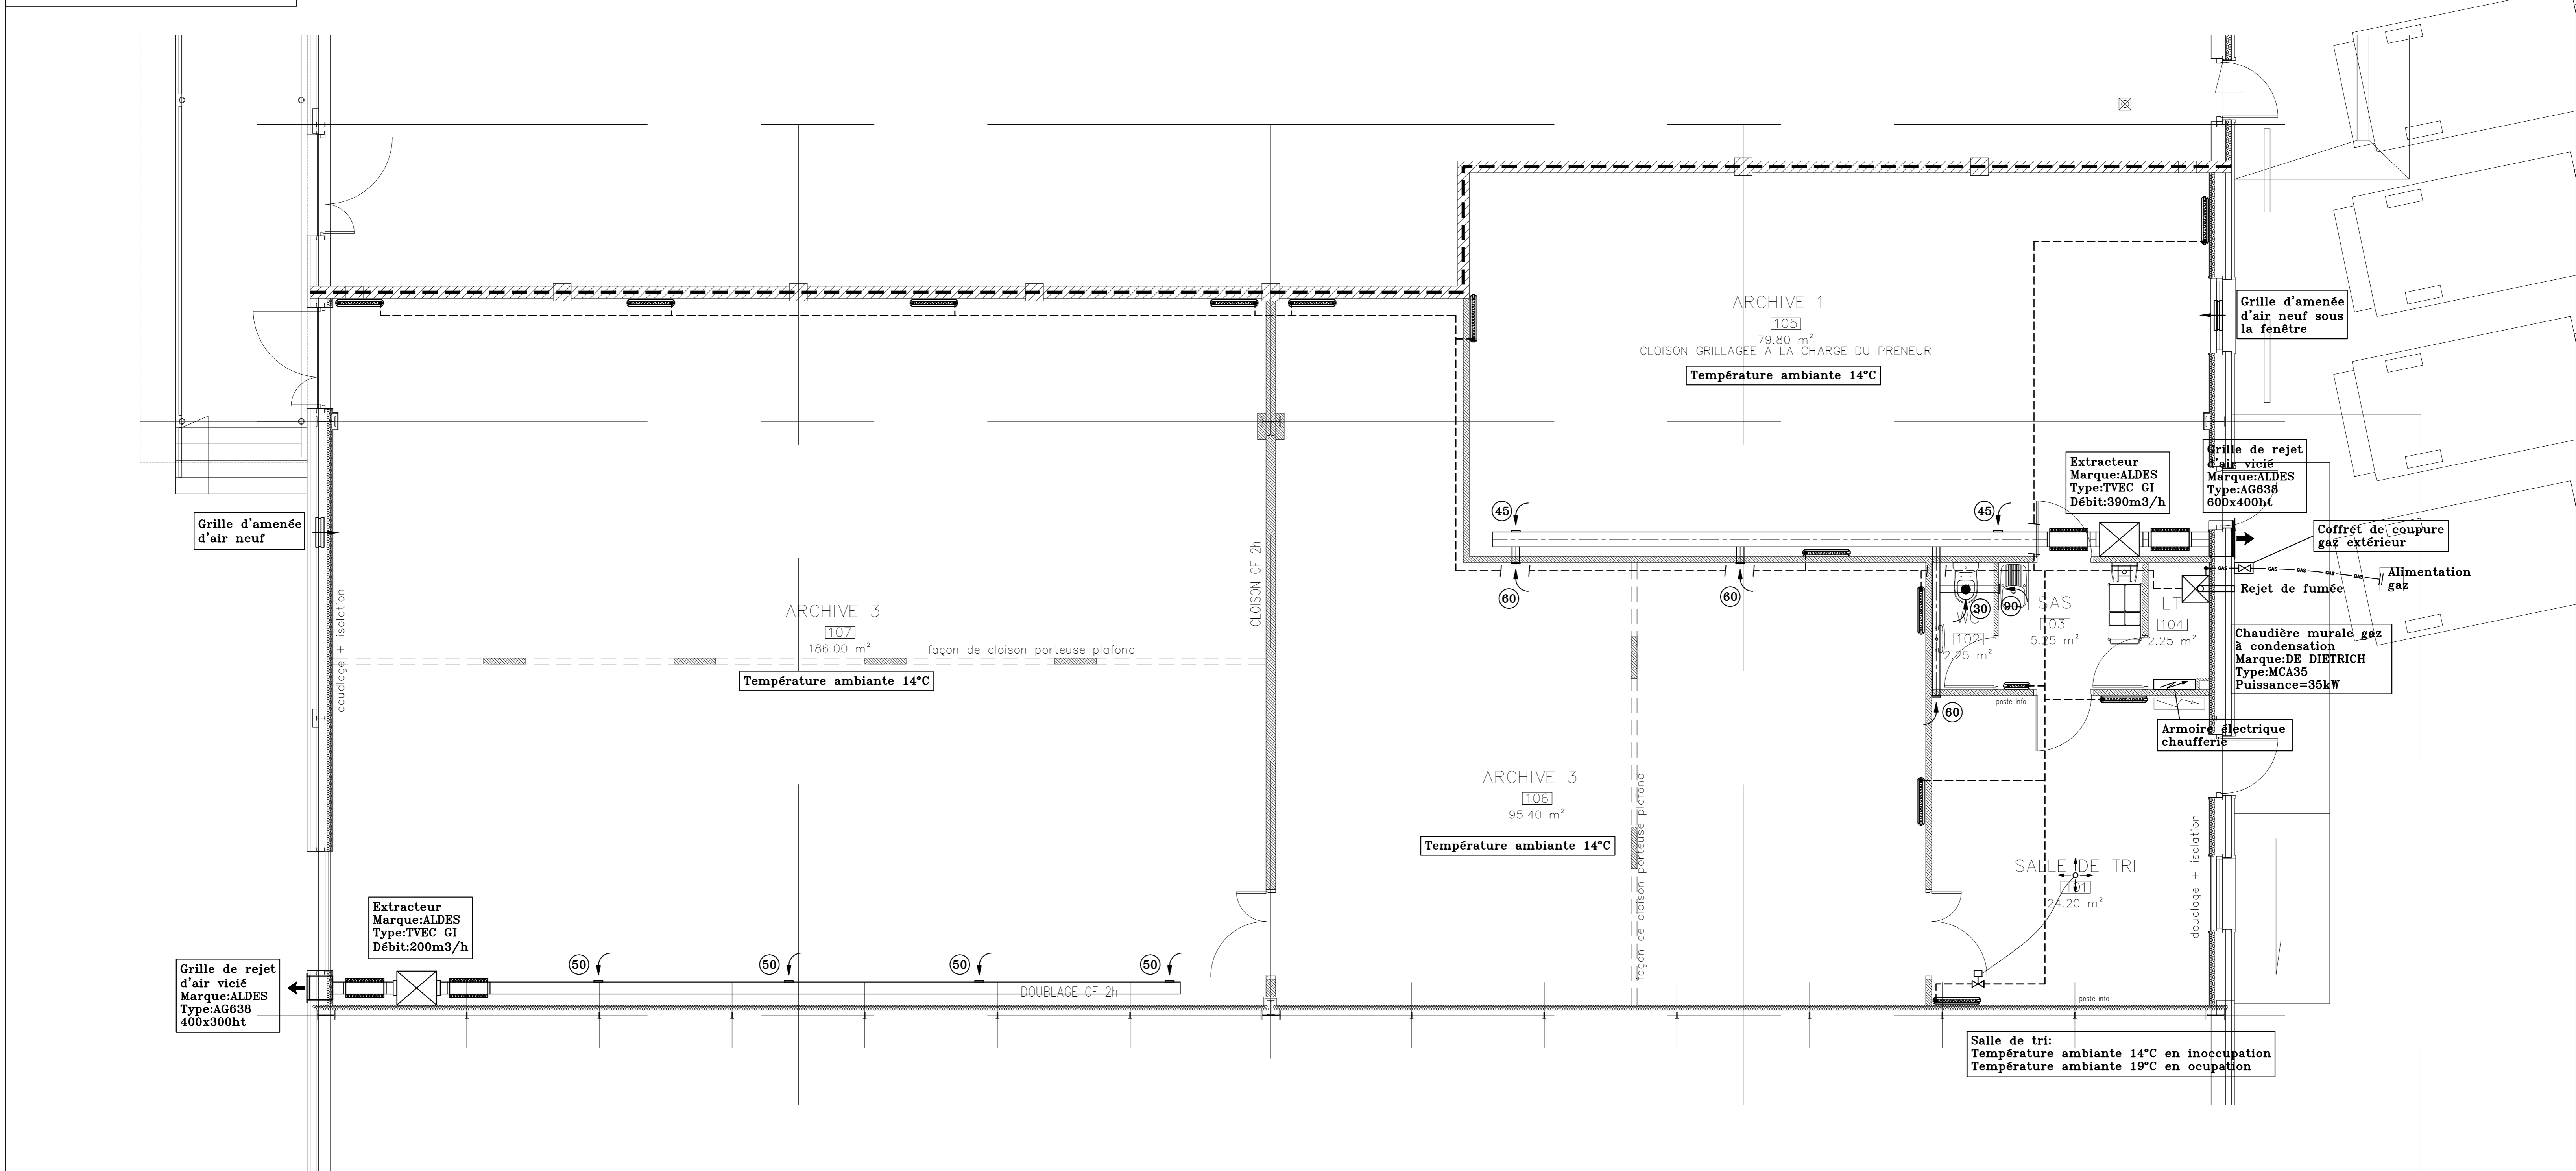 ARCHIVE 1
105
79.80 m²
CLOISON GRILLAGEE A LA CHARGE DU PRENEUR
Température ambiante 14°C
Grille d'amenée
d'air neuf sous
la fenêtre
Extracteur
Marque:ALDES
Type:TVEC GI
Débit:390m3/h
Grille de rejet
d'air vicié
Marque:ALDES
Type:AG638
600x400ht
45
45
Grille d'amenée
d'air neuf
Coffret de coupure
gaz extérieur
GAS
GAS
GAS
GAS
GAS
Alimentation
gaz
Rejet de fumée
60
60
30
90
WC
102
2.25 m²
SAS
103
5.25 m²
LT
104
2.25 m²
Chaudière murale gaz
à condensation
Marque:DE DIETRICH
Type:MCA35
Puissance=35kW
CLOISON CF 2h
doudlage + isolation
ARCHIVE 3
107
186.00 m²
façon de cloison porteuse plafond
Température ambiante 14°C
60
poste info
Armoire électrique
chaufferie
ARCHIVE 3
106
95.40 m²
Température ambiante 14°C
façon de cloison porteuse plafond
SALLE DE TRI
101
24.20 m²
doudlage + isolation
Extracteur
Marque:ALDES
Type:TVEC GI
Débit:200m3/h
50
50
50
50
Grille de rejet
d'air vicié
Marque:ALDES
Type:AG638
400x300ht
DOUBLAGE CF 2h
poste info
Salle de tri:
Température ambiante 14°C en inoccupation
Température ambiante 19°C en ocupation